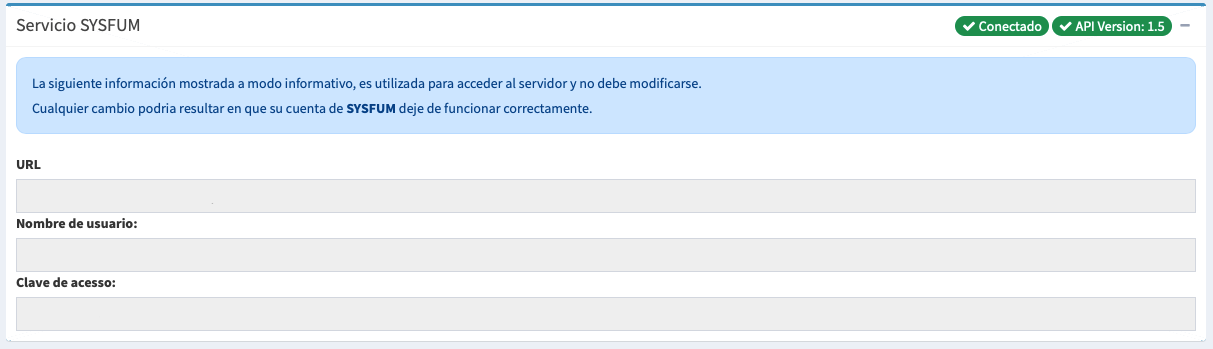 Servicio SYSFUM
Conectado
API Version: 1.5
La siguiente información mostrada a modo informativo, es utilizada para acceder al servidor y no debe modificarse.
Cualquier cambio podria resultar en que su cuenta de SYSFUM deje de funcionar correctamente.
URL
Nombre de usuario:
Clave de acesso: